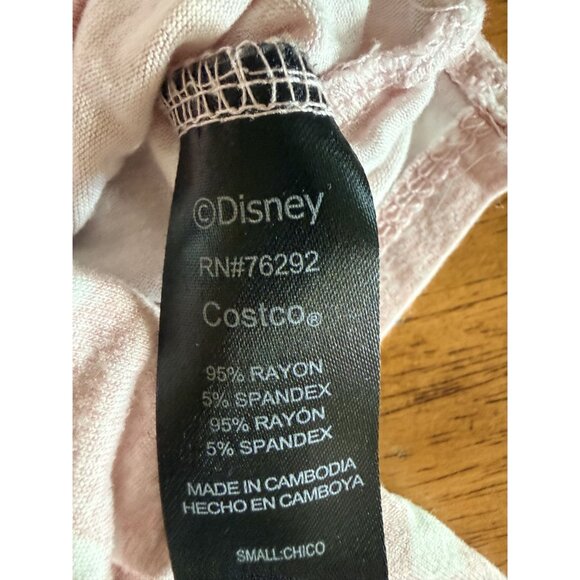 ©Disney
RN#76292
Costco®
95% RAYON
5% SPANDEX
95% RAYON
5% SPANDEX
MADE IN CAMBODIA
HECHO EN CAMBOYA
SMALL:CHICO